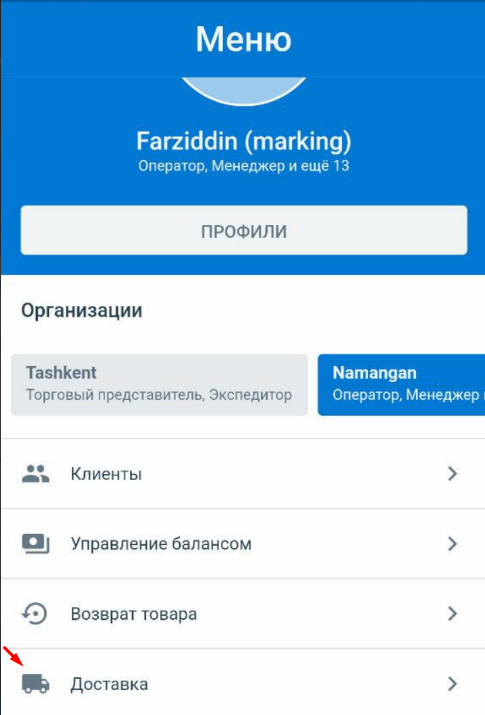 Меню
Farziddin (marking)
Оператор, Менеджер и ещё 13
ПРОФИЛИ
Организации
Tashkent
Торговый представитель, Экспедитор
Namangan
Оператор, Менеджер
Клиенты
Управление балансом
Возврат товара
Доставка